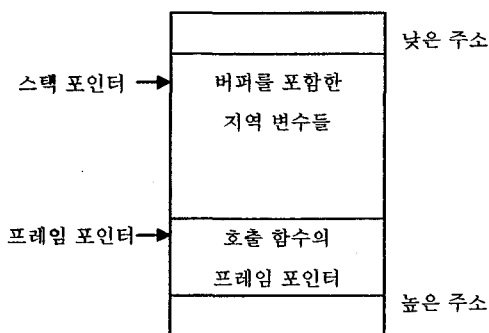 낮은 주소
스택 포인터
버퍼를 포함한
지역 변수들
프레임 포인터
호출 함수의
프레임 포인터
높은 주소